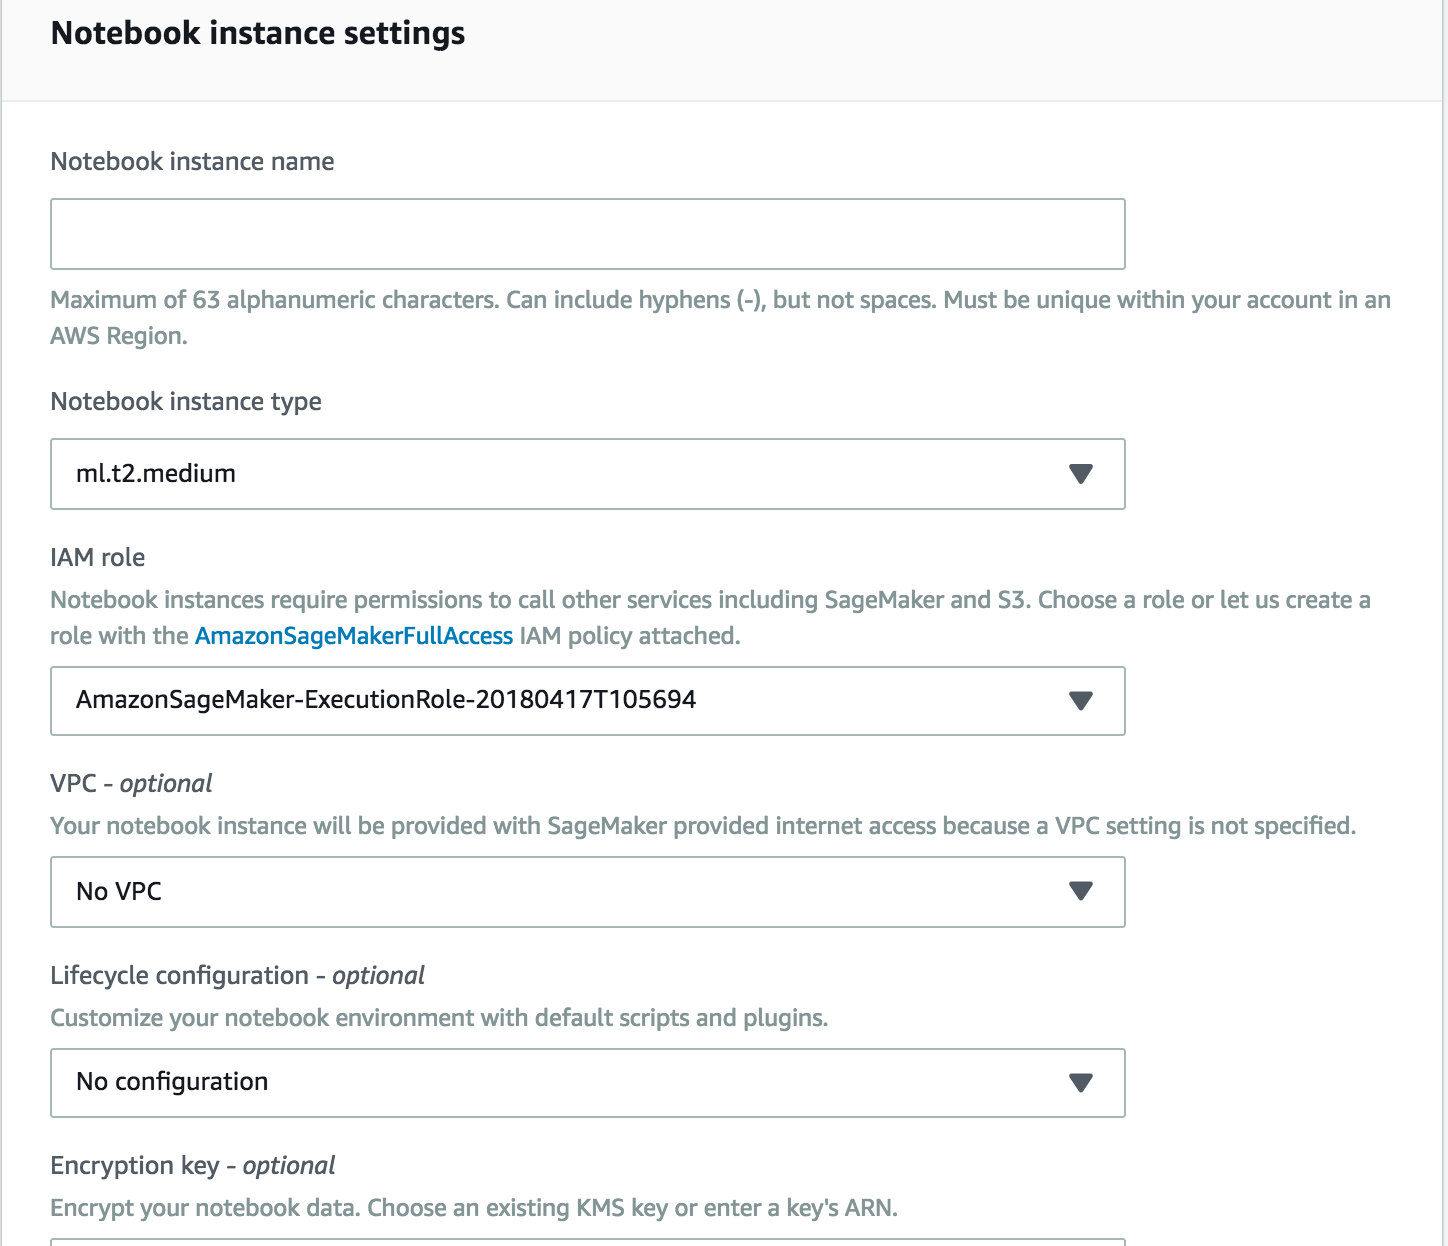 Notebook instance settings
Notebook instance name
Maximum of 63 alphanumeric characters. Can include hyphens (-), but not spaces. Must be unique within your account in an
AWS Region.
Notebook instance type
ml.t2.medium
IAM role
Notebook instances require permissions to call other services including SageMaker and S3. Choose a role or let us create a
role with the AmazonSageMakerFullAccess IAM policy attached.
AmazonSageMaker-ExecutionRole-20180417T105694
VPC - optional
Your notebook instance will be provided with SageMaker provided internet access because a VPC setting is not specified.
No VPC
Lifecycle configuration - optional
Customize your notebook environment with default scripts and plugins.
No configuration
Encryption key - optional
Encrypt your notebook data. Choose an existing KMS key or enter a key's ARN.